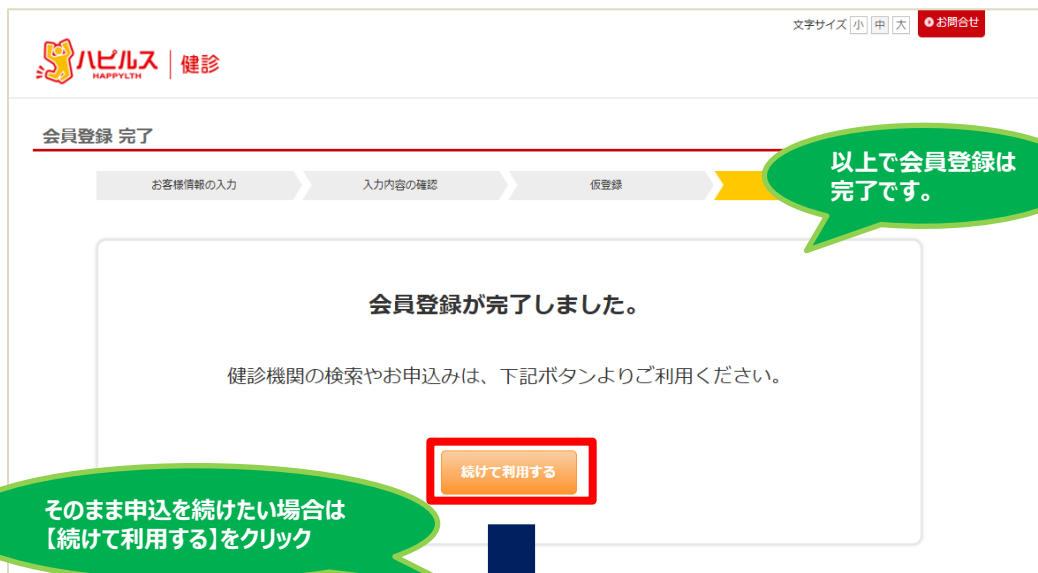 文字サイズ 小 中 大 お問合せ
ハピルス 健診
HAPPYLTH
会員登録 完了
以上で会員登録は
完了です。
お客様情報の入力 入力内容の確認 仮登録
会員登録が完了しました。
健診機関の検索やお申込みは、下記ボタンよりご利用ください。
続けて利用する
そのまま申込を続けたい場合は
【続けて利用する】をクリック